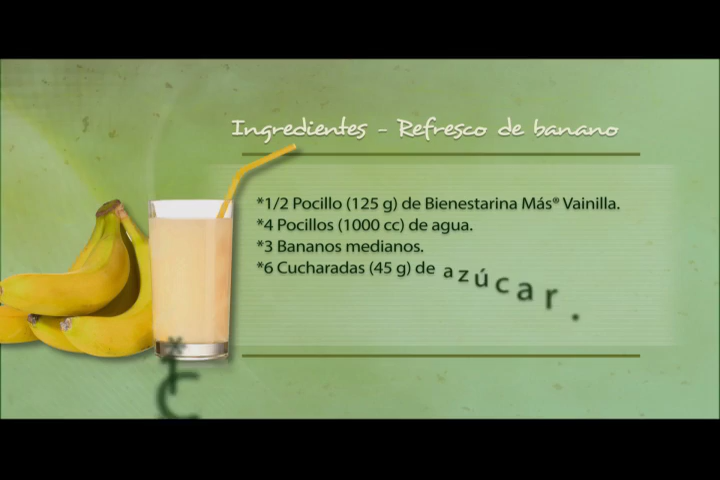 Ingredientes - Refresco de banano
*1/2 Pocillo (125 g) de Bienestarina Más® Vainilla.
*4 Pocillos (1000 cc) de agua.
*3 Bananos medianos.
*6 Cucharadas (45 g) de azúcar.